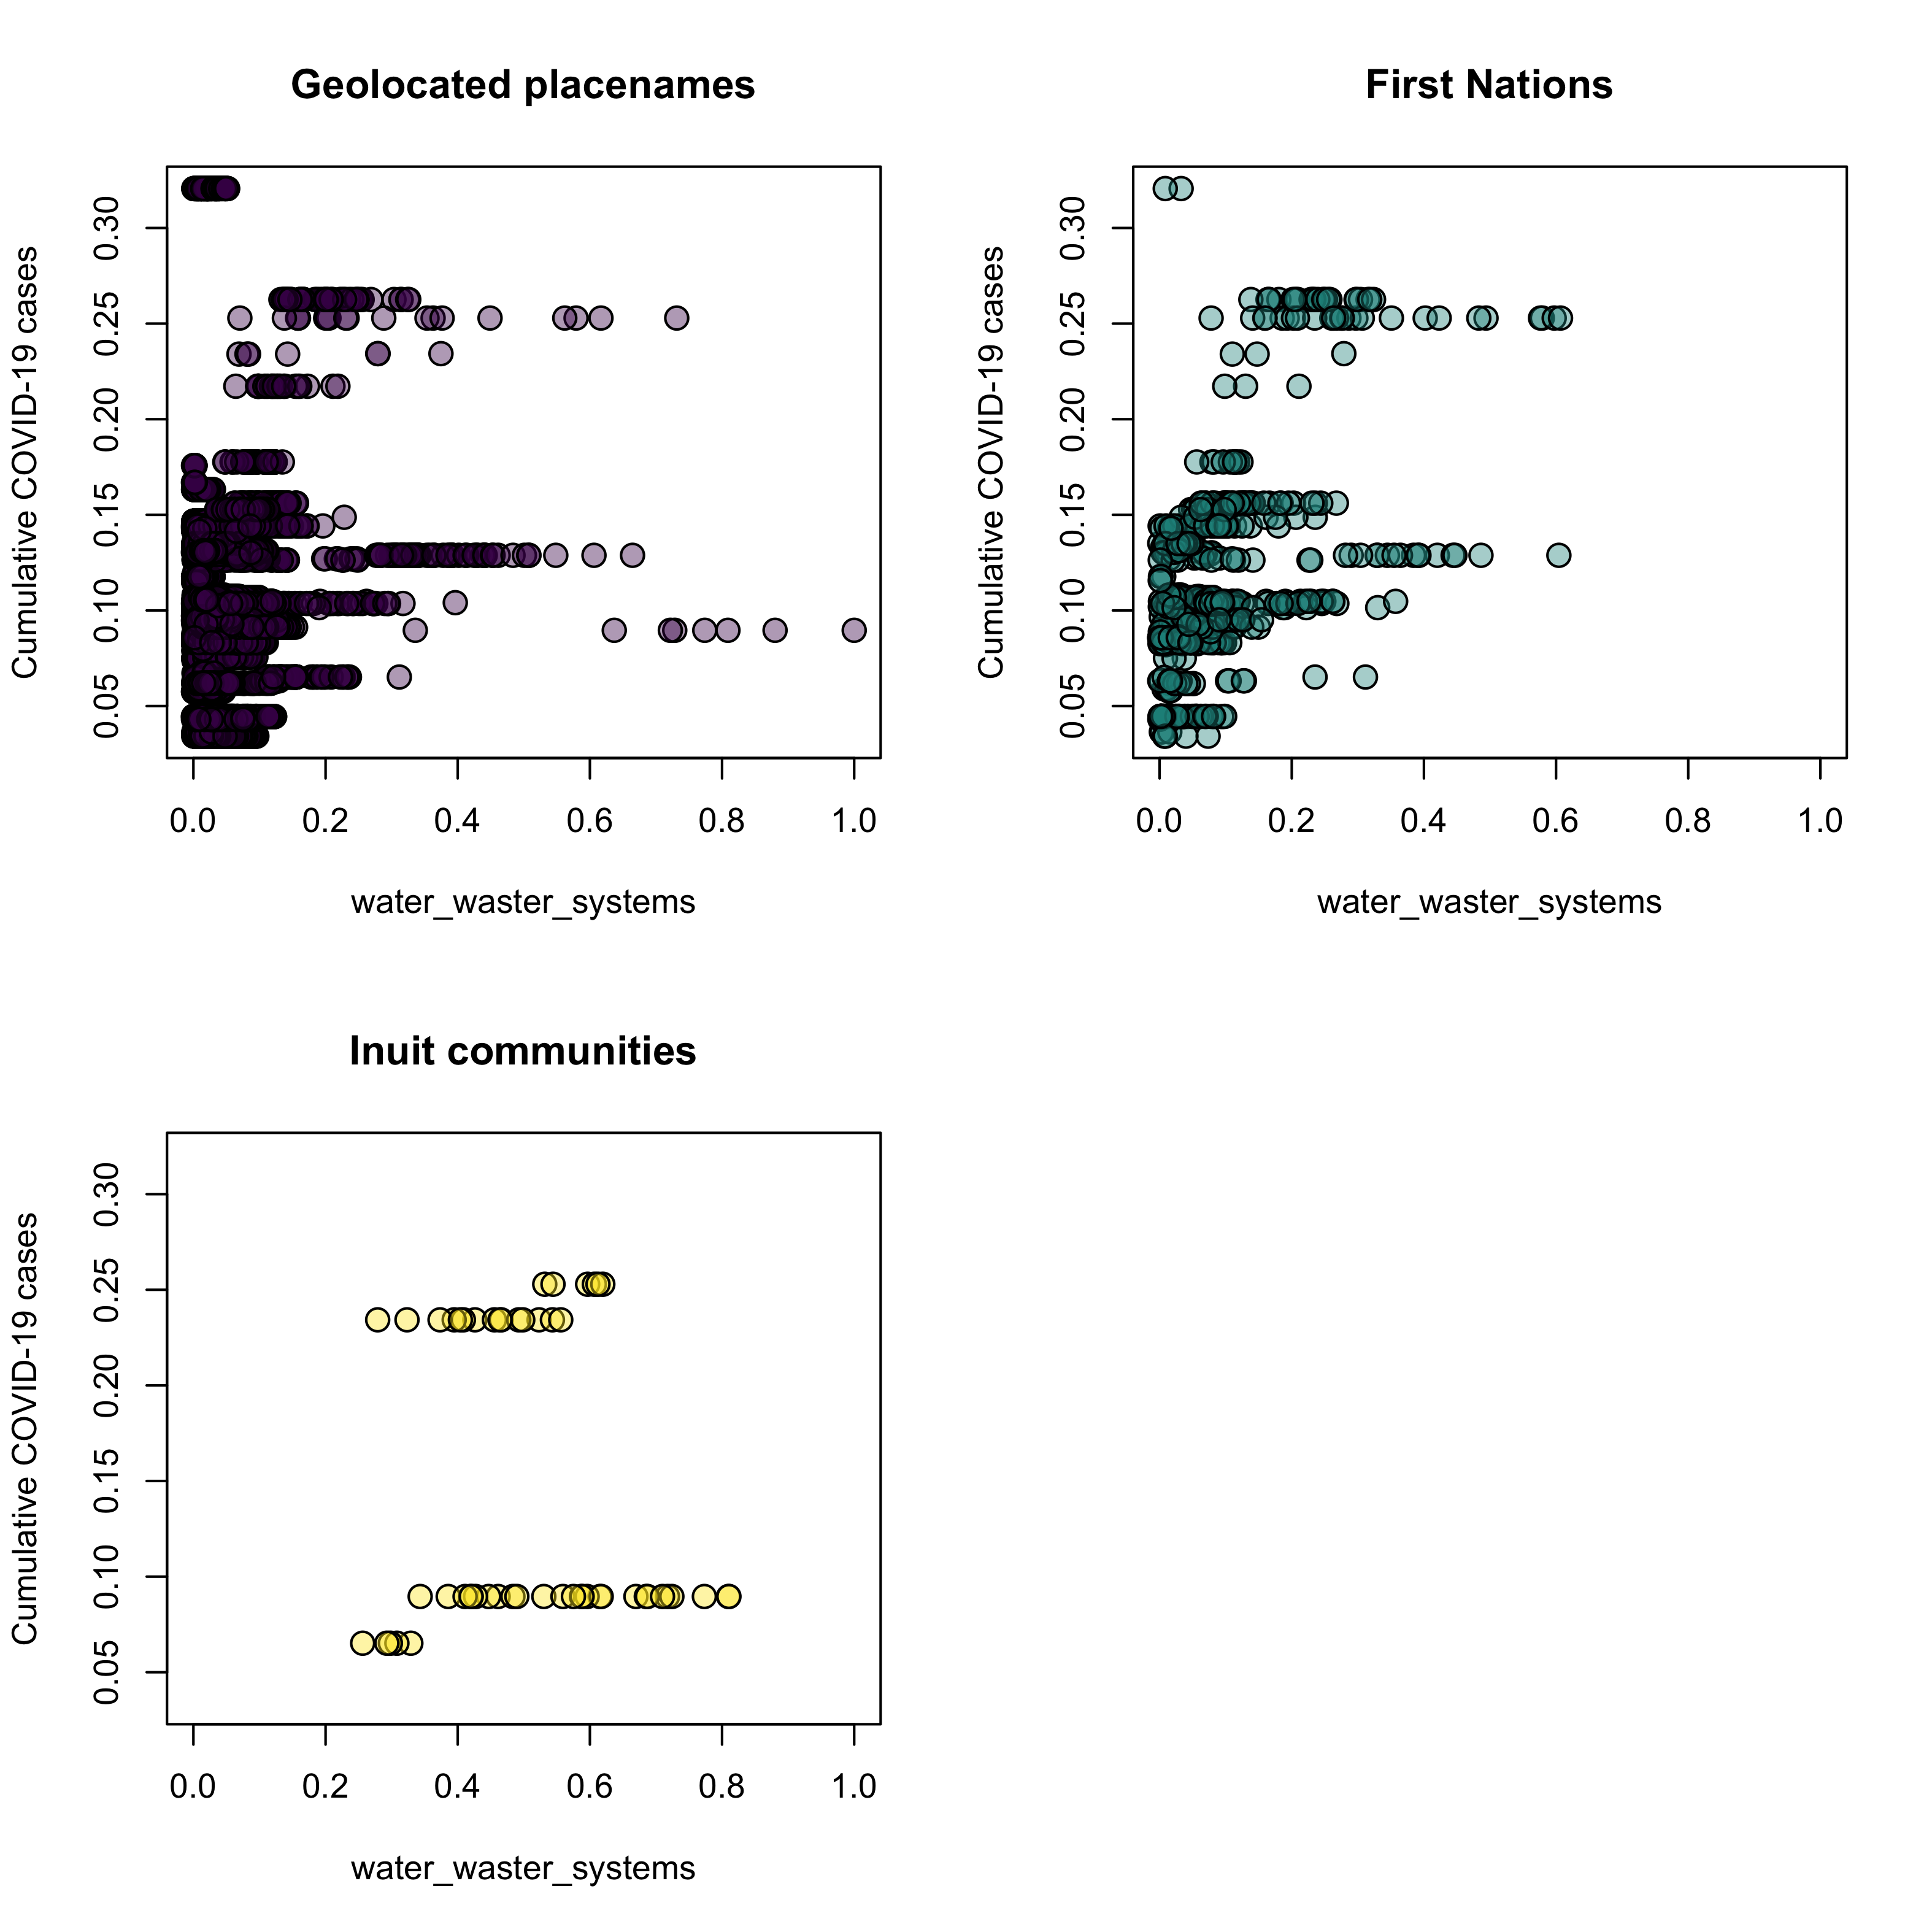 Geolocated placenames
Cumulative COVID-19 cases
0.30
0.25
0.20
0.15
0.10
0.05
0.0 0.2 0.4 0.6 0.8 1.0
water_waster_systems
First Nations
Cumulative COVID-19 cases
0.30
0.25
0.20
0.15
0.10
0.05
0.0 0.2 0.4 0.6 0.8 1.0
water_waster_systems
Inuit communities
Cumulative COVID-19 cases
0.30
0.25
0.20
0.15
0.10
0.05
0.0 0.2 0.4 0.6 0.8 1.0
water_waster_systems